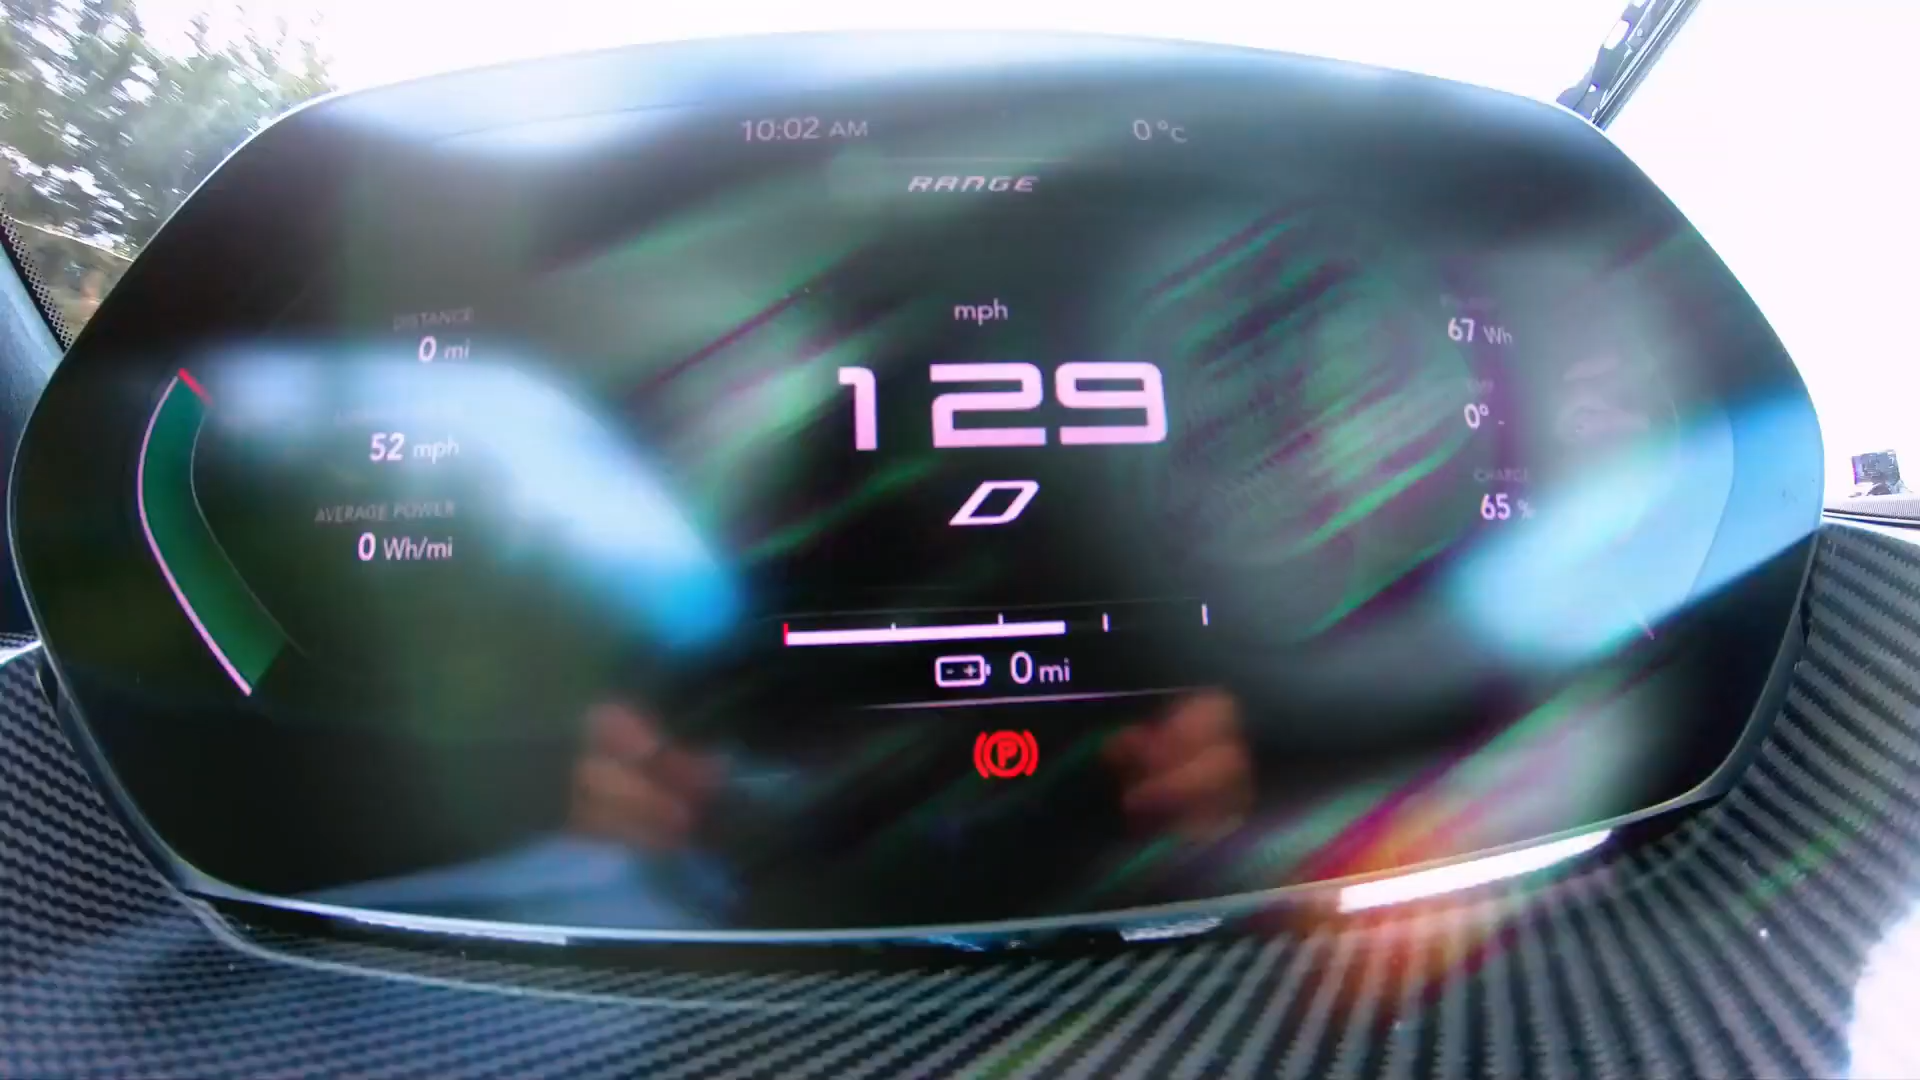 10:02 AM
0 °C
RANGE
DISTANCE
0 mi
52 mph
AVERAGE POWER
0 Wh/mi
mph
129
D
0 mi
P
67 Wh
0° -
CHARGE
65 %